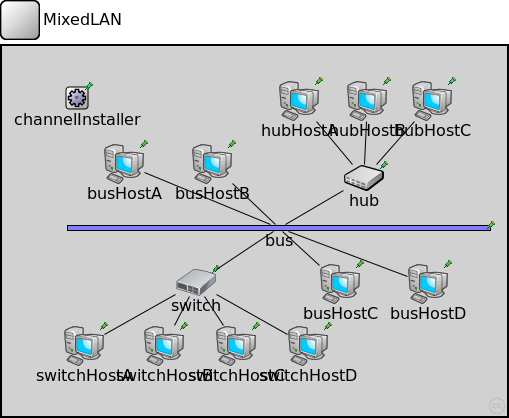 MixedLAN
channelInstaller
hubHostA
hubHostB
hubHostC
busHostA
busHostB
hub
bus
switch
busHostC
busHostD
switchHostA
switchHostB
switchHostC
switchHostD